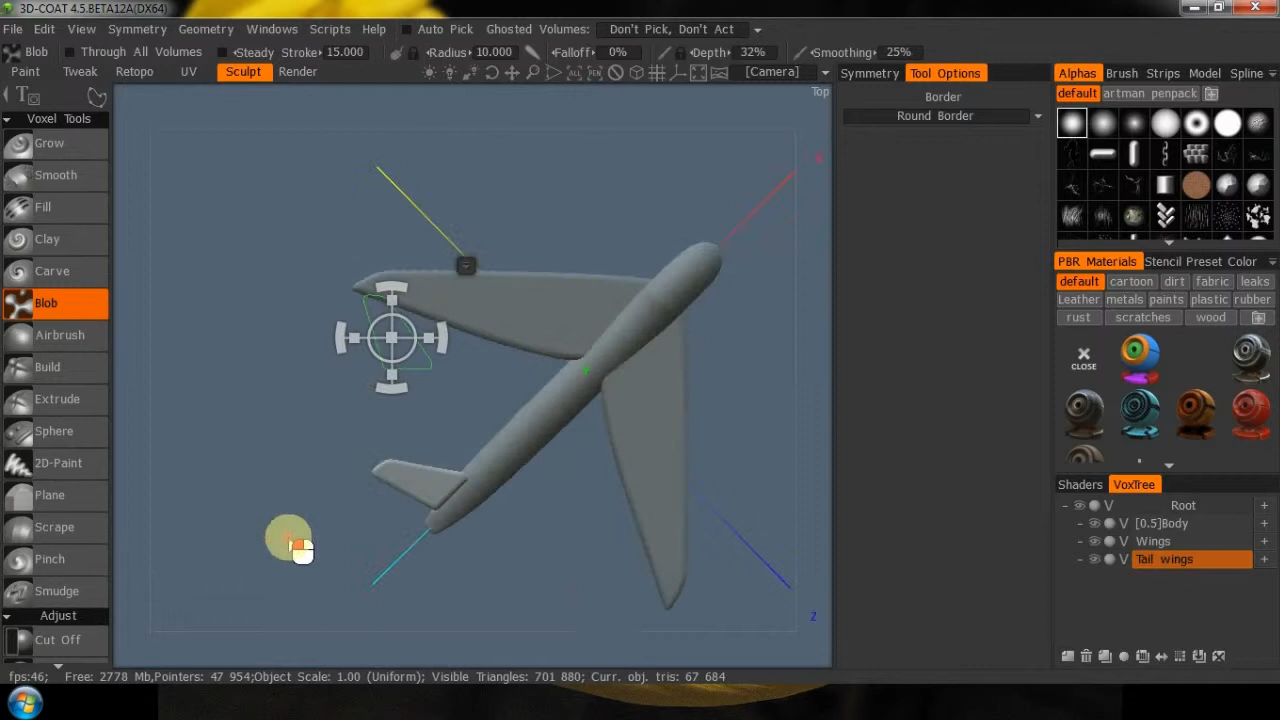 3D-COAT 4.5.BETA12A(DX64)
File Edit View Symmetry Geometry Windows Scripts Help Auto Pick Ghosted Volumes: Don't Pick, Don't Act
Blob Through All Volumes Steady Stroke 15.000 Radius 10.000 Falloff 0% Depth 32% Smoothing 25%
Paint Tweak Retopo UV Sculpt Render ALL PEN [Camera] Symmetry Tool Options Alphas Brush Strips Model Spline
Top
Border
default artman penpack
Round Border
Voxel Tools
Grow
Smooth
Fill
Clay
Carve
Blob
Airbrush
Build
Extrude
Sphere
2D-Paint
Plane
Scrape
Pinch
Smudge
Adjust
Cut Off
Z
PBR Materials Stencil Preset Color
default cartoon dirt fabric leaks
Leather metals paints plastic rubber
rust scratches wood
CLOSE
Shaders VoxTree
Root
V [0.5]Body
V Wings
V Tail wings
fps:46; Free: 2778 Mb,Pointers: 47 954;Object Scale: 1.00 (Uniform); Visible Triangles: 701 880; Curr. obj. tris: 67 684